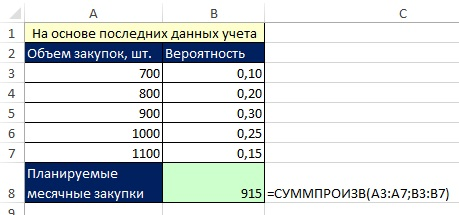 A B C
1 На основе последних данных учета
2 Объем закупок, шт. Вероятность
3 700 0,10
4 800 0,20
5 900 0,30
6 1000 0,25
7 1100 0,15
Планируемые
8 месячные закупки 915 =СУММПРОИЗВ(A3:A7;B3:B7)
9